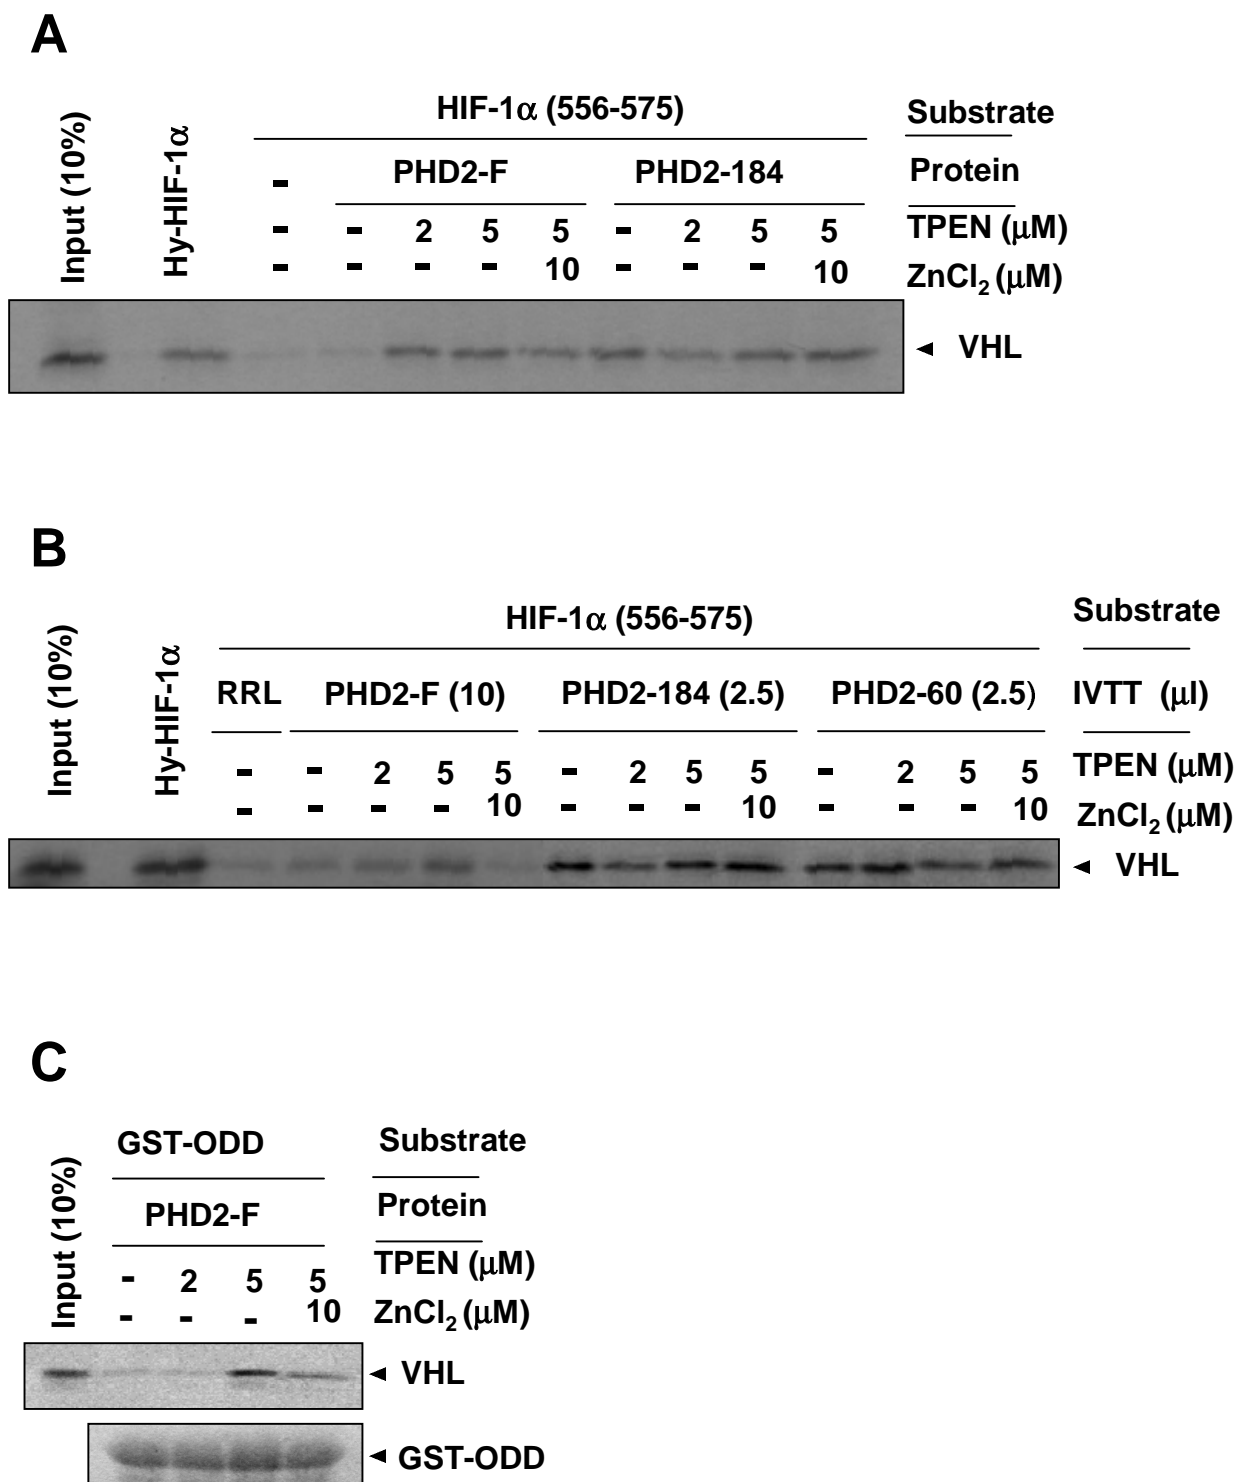 A
Input (10%)
Hy-HIF-1α
HIF-1α (556-575)
Substrate
- PHD2-F PHD2-184 Protein
- - 2 5 5 - 2 5 5 TPEN (μM)
- - - - 10 - - - 10 ZnCl₂ (μM)
VHL
B
Input (10%)
Hy-HIF-1α
HIF-1α (556-575)
Substrate
RRL PHD2-F (10) PHD2-184 (2.5) PHD2-60 (2.5) IVTT (μl)
- - 2 5 5 - 2 5 5 - 2 5 5 TPEN (μM)
- - - - 10 - - - 10 - - - 10 ZnCl₂ (μM)
VHL
C
Input (10%)
GST-ODD Substrate
PHD2-F Protein
- 2 5 5 TPEN (μM)
- - - 10 ZnCl₂ (μM)
VHL
GST-ODD